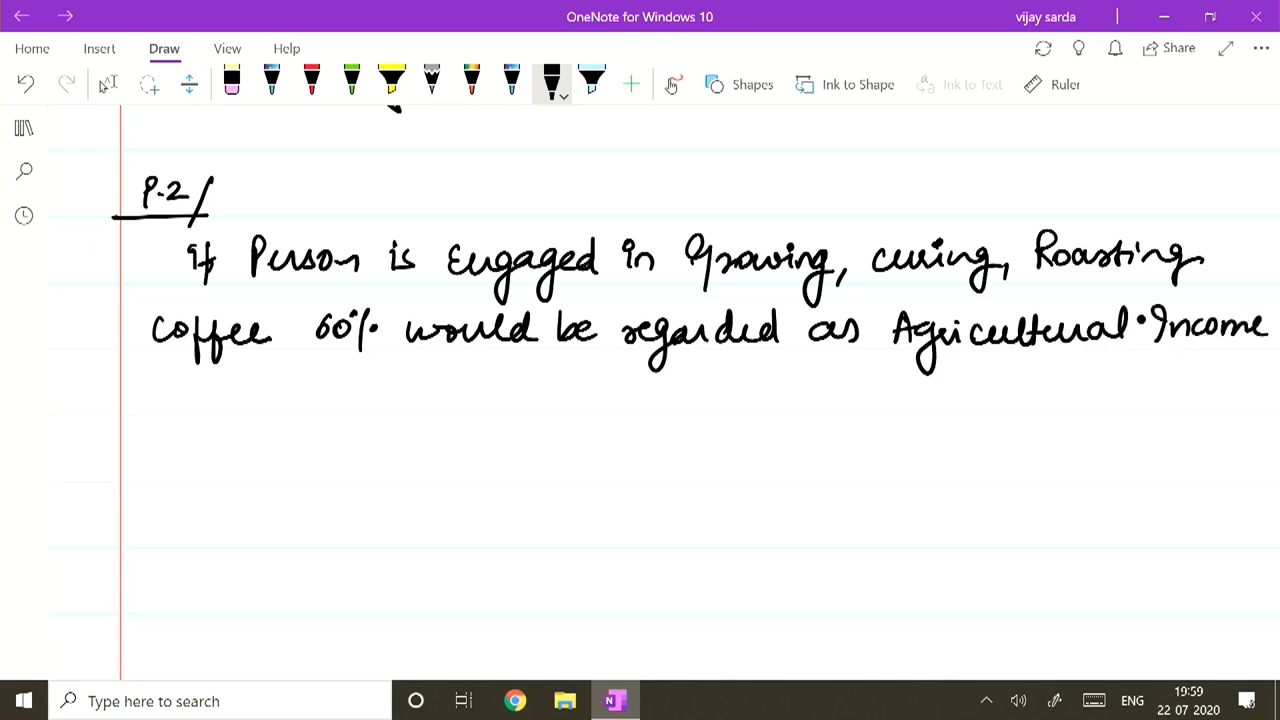 OneNote for Windows 10
vijay sarda
Home Insert Draw View Help
Share
Shapes Ink to Shape Ink to Text Ruler
P.2/
if Person is Engaged in Growing, curing, Roasting
coffee 60% would be regarded as Agricultural Income
Type here to search
ENG
19:59
22 07 2020